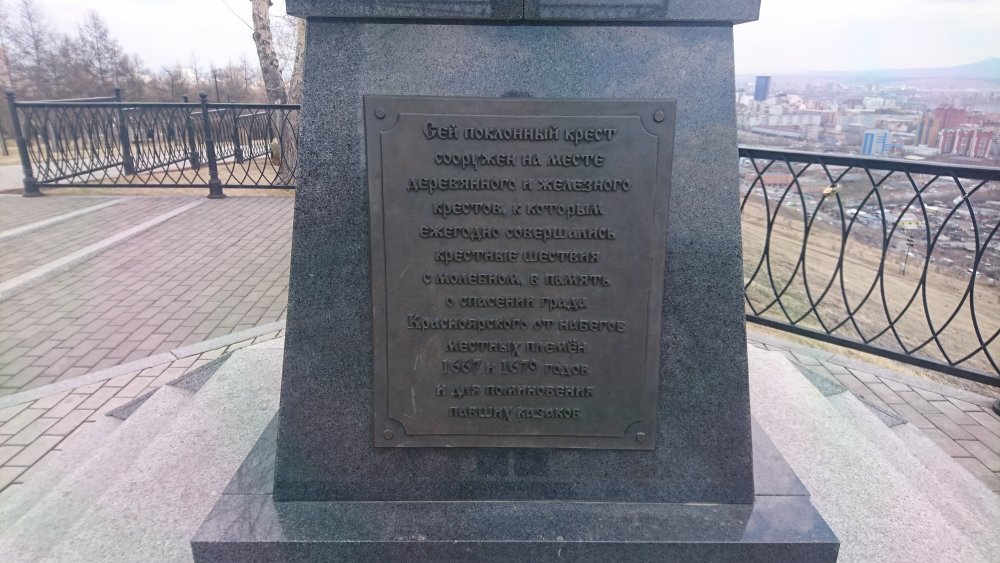 Сей поклонный крест
сооружен на месте
деревянного и железного
крестов, к которым
ежегодно совершались
крестные шествия
с молебном, в память
о спасении града
Красноярского от набегов
местных племён
1667 и 1679 годов
и для поминовения
павших казаков